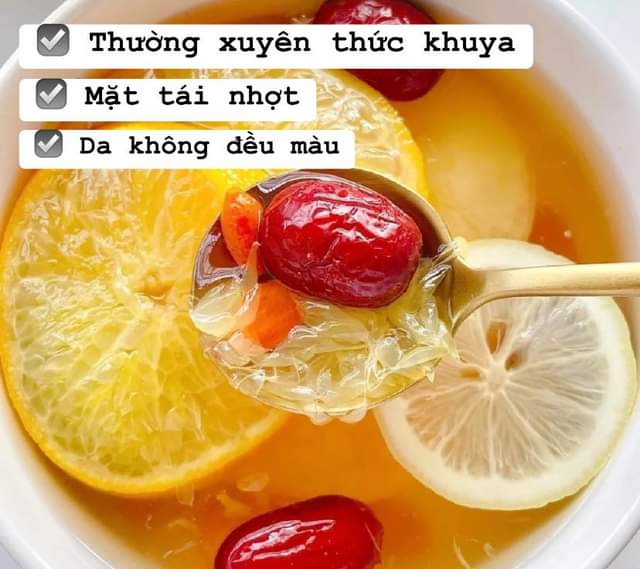 ☑ Thường xuyên thức khuya
☑ Mặt tái nhợt
☑ Da không đều màu